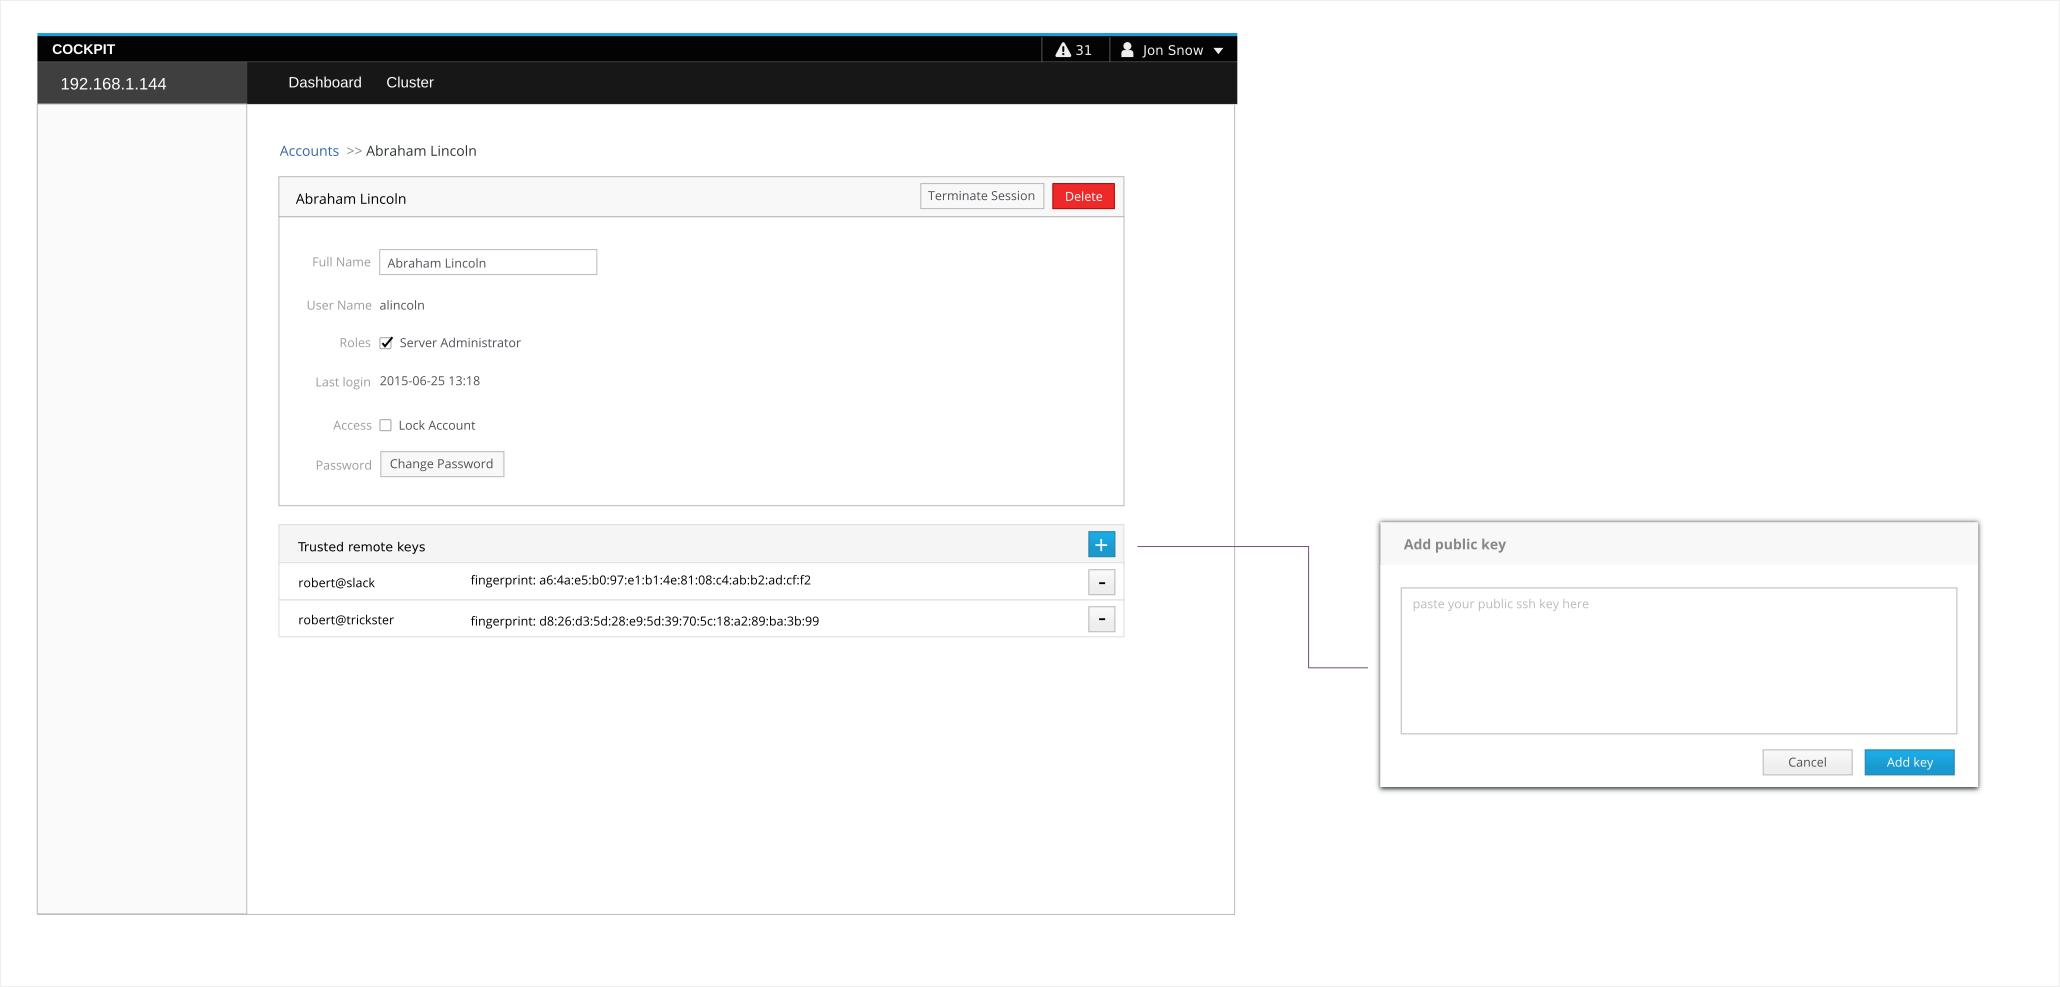 COCKPIT
31
Jon Snow
192.168.1.144
Dashboard Cluster
Accounts >> Abraham Lincoln
Abraham Lincoln
Terminate Session
Delete
Full Name Abraham Lincoln
User Name alincoln
Roles Server Administrator
Last login 2015-06-25 13:18
Access Lock Account
Password Change Password
Trusted remote keys
+
robert@slack fingerprint: a6:4a:e5:b0:97:e1:b1:4e:81:08:c4:ab:b2:ad:cf:f2
-
robert@trickster fingerprint: d8:26:d3:5d:28:e9:5d:39:70:5c:18:a2:89:ba:3b:99
-
Add public key
paste your public ssh key here
Cancel
Add key